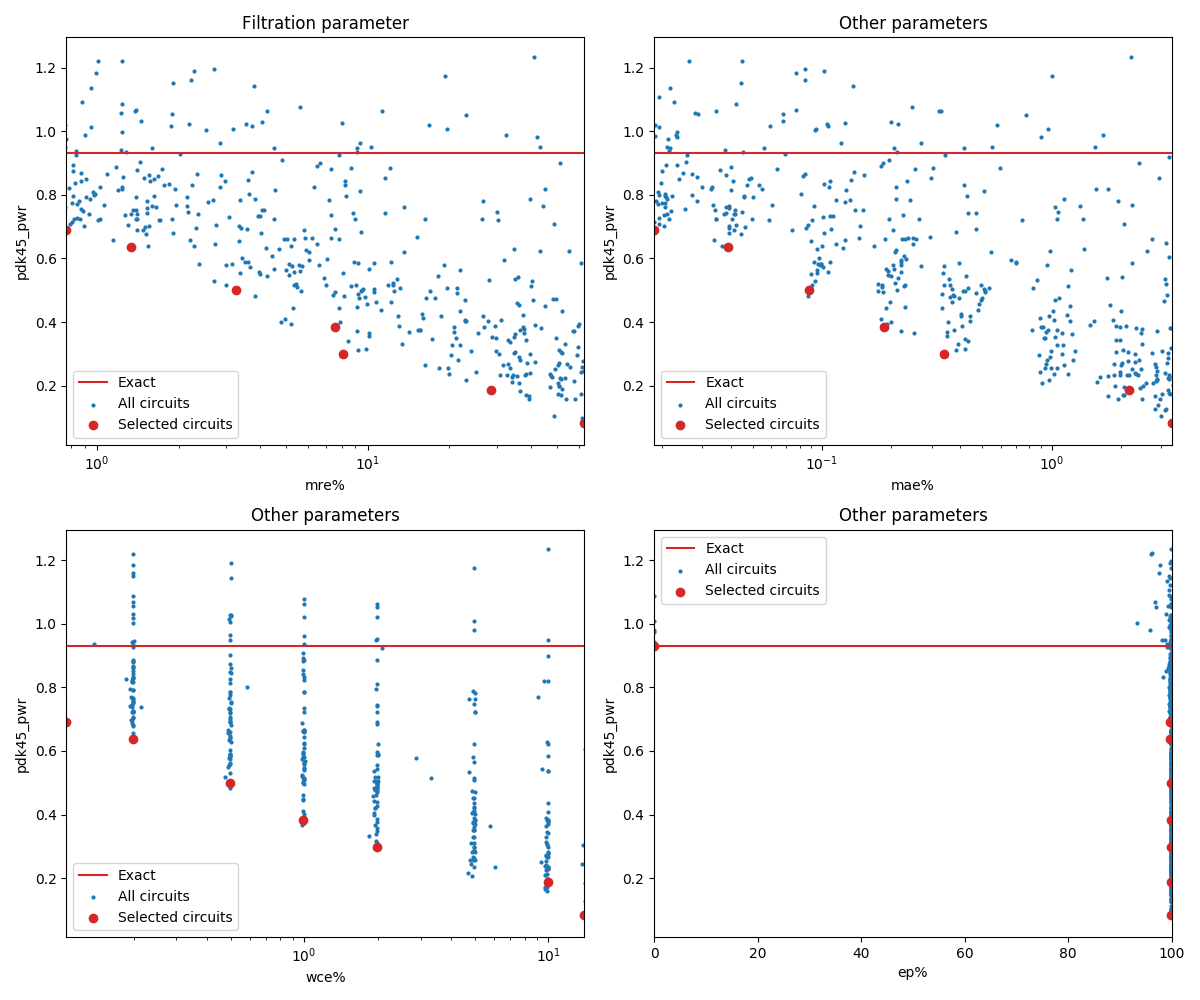 Filtration parameter
1.2
1.0
0.8
0.6
0.4
0.2
pdk45_pwr
Exact
All circuits
Selected circuits
10⁰
10¹
mre%
Other parameters
1.2
1.0
0.8
0.6
0.4
0.2
pdk45_pwr
Exact
All circuits
Selected circuits
10⁻¹
10⁰
mae%
Other parameters
1.2
1.0
0.8
0.6
0.4
0.2
pdk45_pwr
Exact
All circuits
Selected circuits
10⁰
10¹
wce%
Other parameters
Exact
All circuits
Selected circuits
1.2
1.0
0.8
0.6
0.4
0.2
pdk45_pwr
0 20 40 60 80 100
ep%